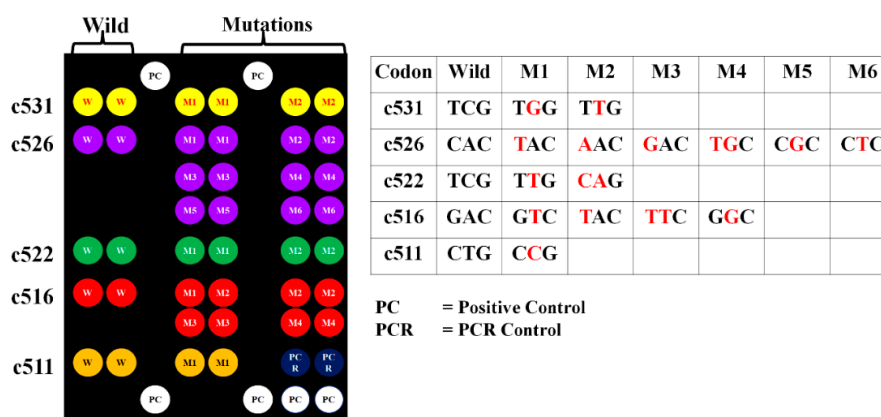 Wild Mutations
PC PC
c531 W W M1 M1 M2 M2
c526 W W M1 M1 M2 M2
M3 M3 M4 M4
M5 M5 M6 M6
c522 W W M1 M1 M2 M2
c516 W W M1 M2 M2 M2
M3 M3 M4 M4
c511 W W M1 M1 PC R PC R
PC PC PC PC
Codon Wild M1 M2 M3 M4 M5 M6
c531 TCG TGG TTG
c526 CAC TAC AAC GAC TGC CGC CTC
c522 TCG TTG CAG
c516 GAC GTC TAC TTC GGC
c511 CTG CCG
PC = Positive Control
PCR = PCR Control